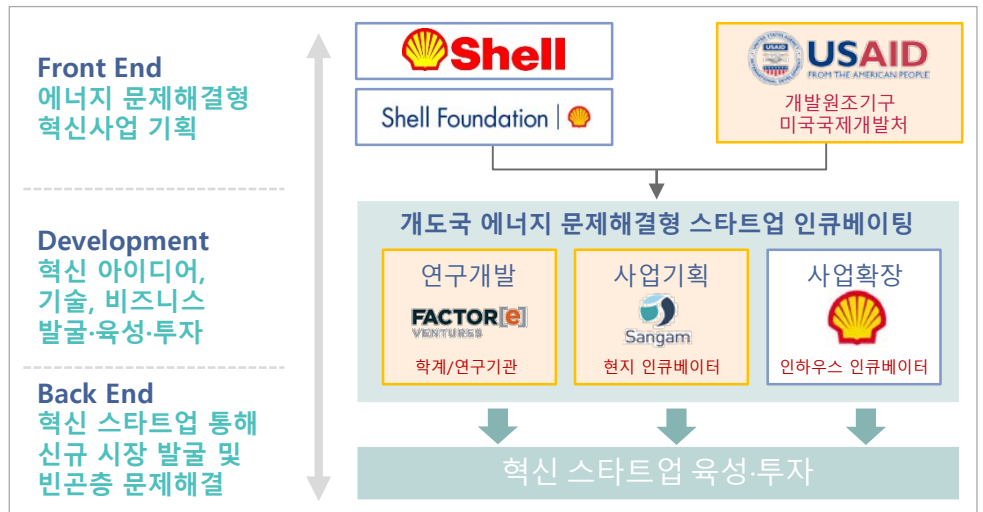 Front End
에너지 문제해결형
혁신사업 기획
Shell
Shell Foundation
USAID
FROM THE AMERICAN PEOPLE
개발원조기구
미국국제개발처
Development
혁신 아이디어,
기술, 비즈니스
발굴·육성·투자
개도국 에너지 문제해결형 스타트업 인큐베이팅
연구개발
FACTOR[e]
VENTURES
학계/연구기관
사업기획
Sangam
현지 인큐베이터
사업확장
인하우스 인큐베이터
Back End
혁신 스타트업 통해
신규 시장 발굴 및
빈곤층 문제해결
혁신 스타트업 육성·투자